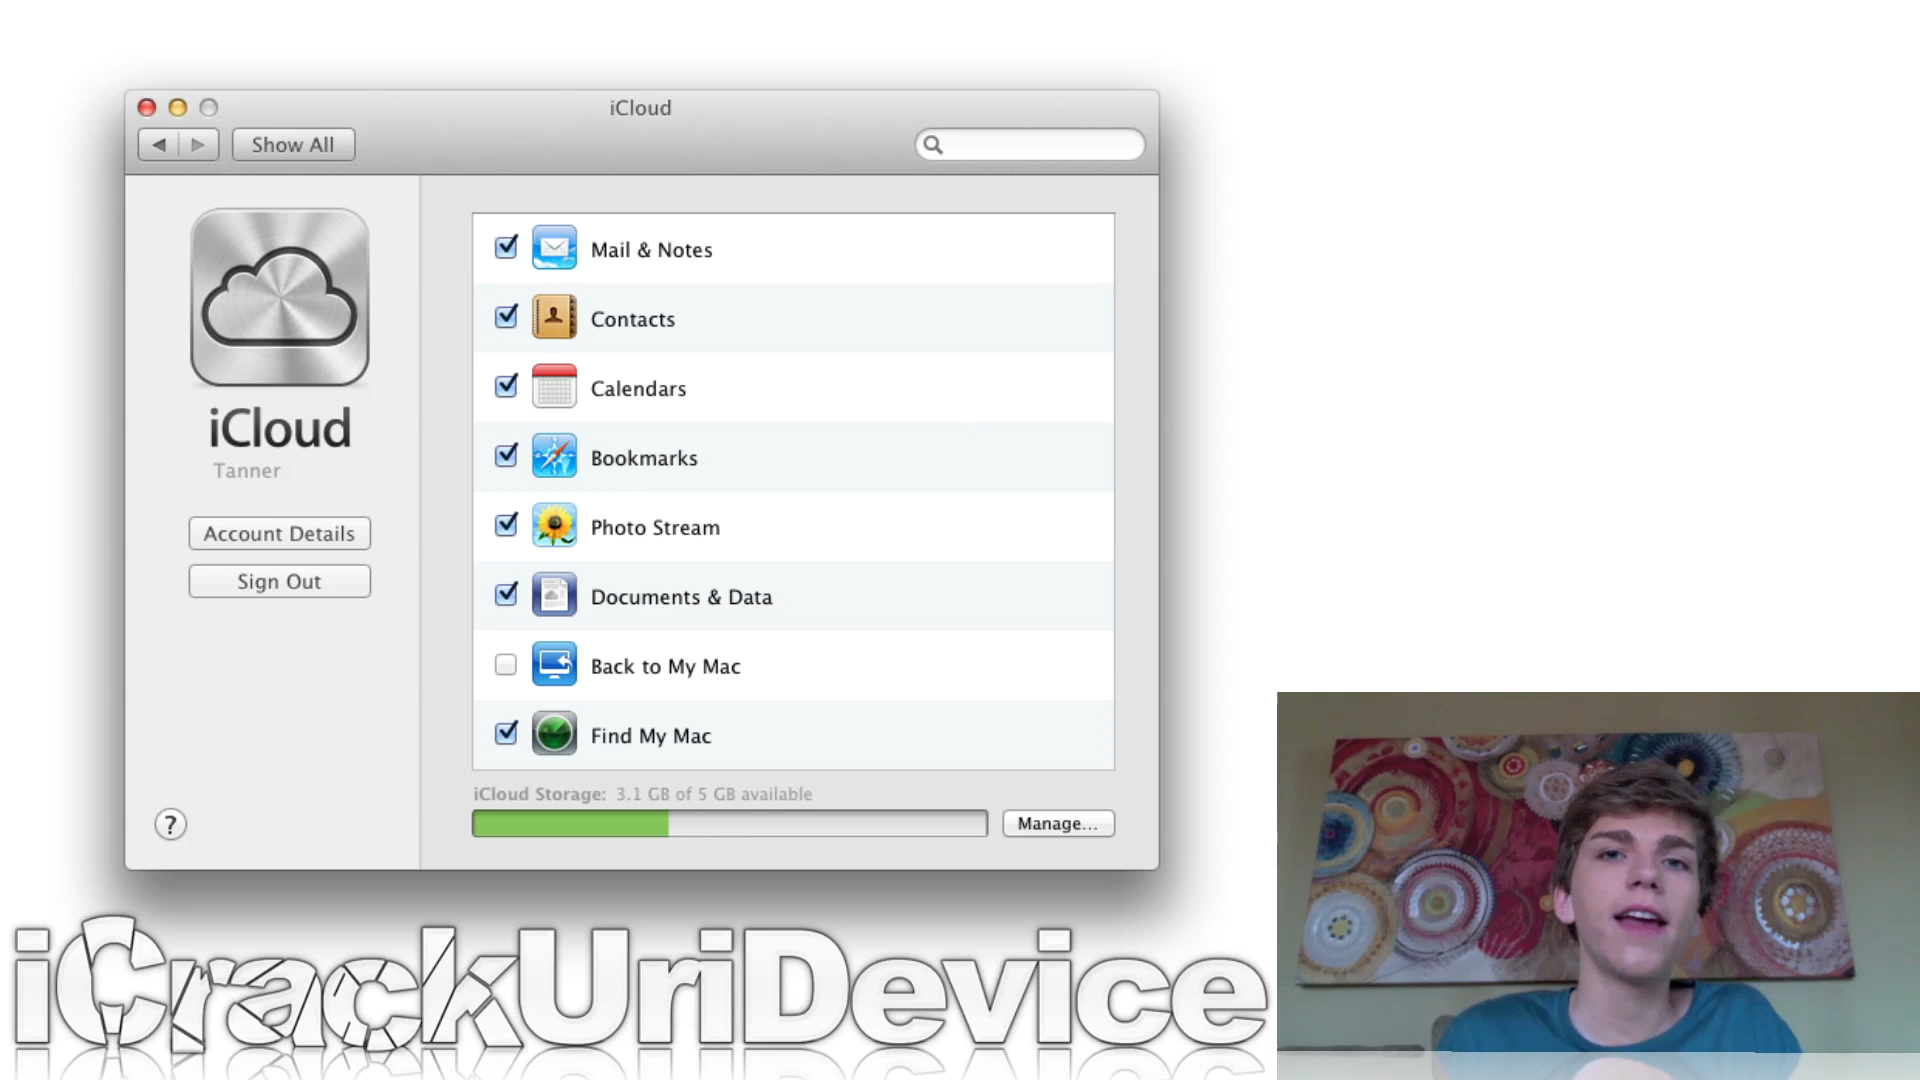 iCloud
Show All
iCloud
Tanner
Account Details
Sign Out
?
Mail & Notes
Contacts
Calendars
Bookmarks
Photo Stream
Documents & Data
Back to My Mac
Find My Mac
iCloud Storage: 3.1 GB of 5 GB available
Manage...
iCrackUriDevice